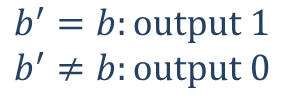 b′ = b: output 1
b′ ≠ b: output 0